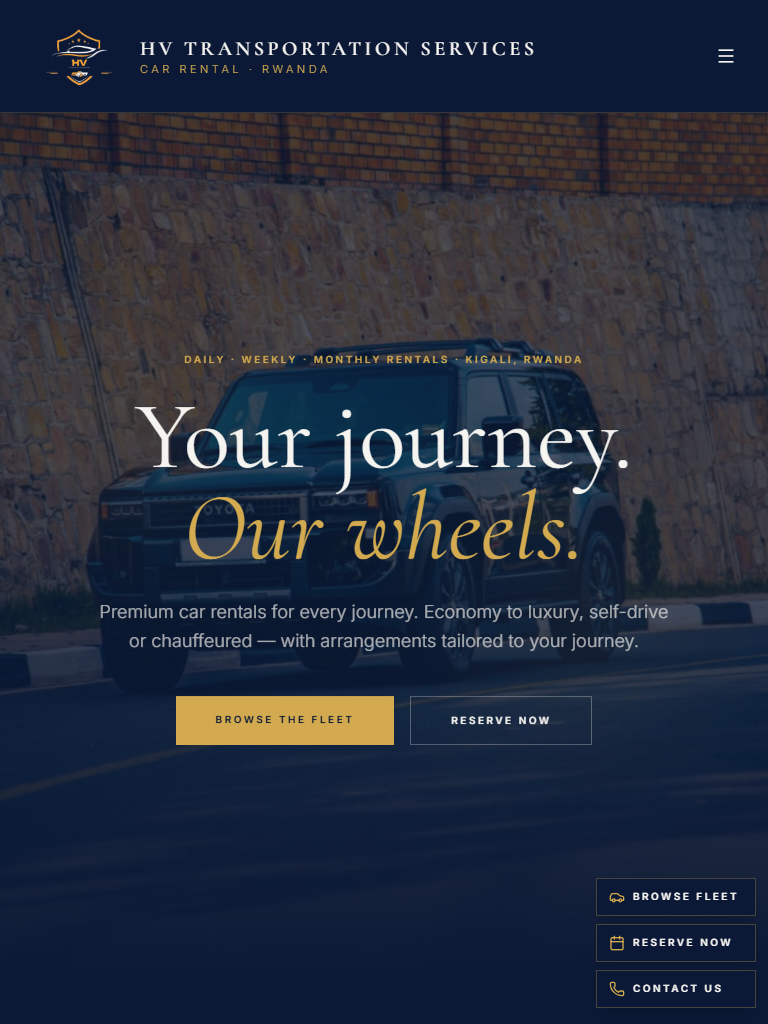 HV
HV TRANSPORTATION SERVICES
CAR RENTAL · RWANDA
DAILY · WEEKLY · MONTHLY RENTALS · KIGALI, RWANDA
Your journey.
TOYOTA
Our wheels.
Premium car rentals for every journey. Economy to luxury, self-drive
or chauffeured — with arrangements tailored to your journey.
BROWSE THE FLEET
RESERVE NOW
BROWSE FLEET
RESERVE NOW
CONTACT US